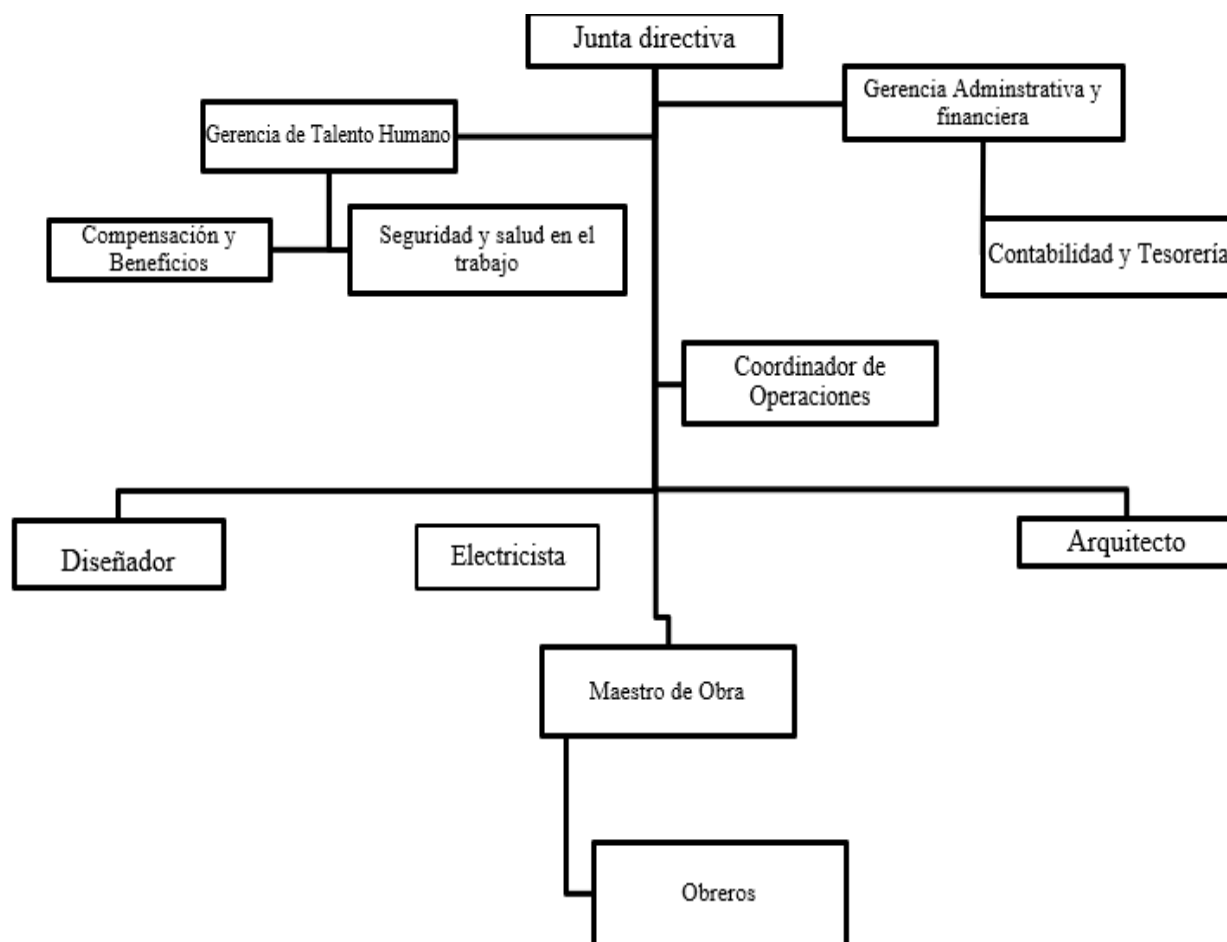 Junta directiva
Gerencia Adminstrativa y
financiera
Gerencia de Talento Humano
Compensación y
Beneficios
Seguridad y salud en el
trabajo
Contabilidad y Tesorería
Coordinador de
Operaciones
Diseñador
Electricista
Arquitecto
Maestro de Obra
Obreros